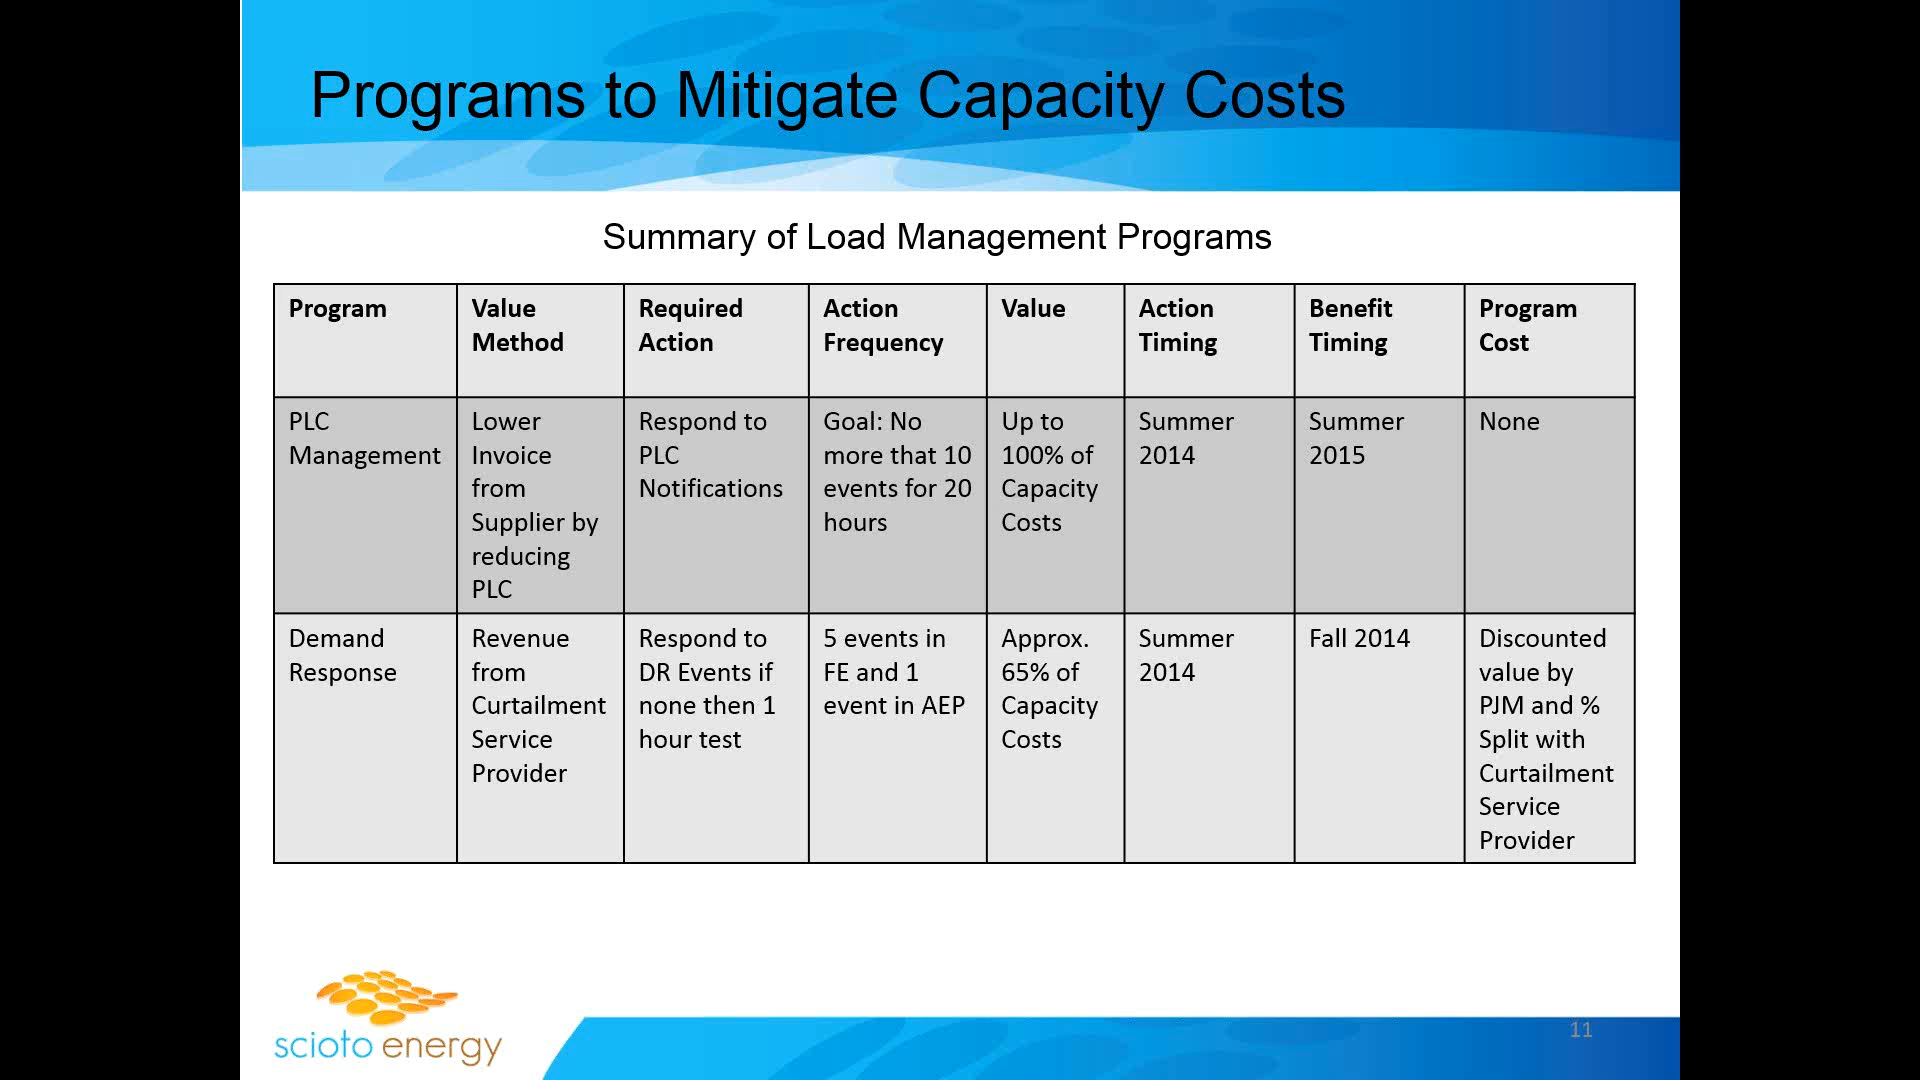 Programs to Mitigate Capacity Costs
Summary of Load Management Programs
Program
Value
Method
Required
Action
Action
Frequency
Value
Action
Timing
Benefit
Timing
Program
Cost
PLC
Management
Lower
Invoice
from
Supplier by
reducing
PLC
Respond to
PLC
Notifications
Goal: No
more that 10
events for 20
hours
Up to
100% of
Capacity
Costs
Summer
2014
Summer
2015
None
Demand
Response
Revenue
from
Curtailment
Service
Provider
Respond to
DR Events if
none then 1
hour test
5 events in
FE and 1
event in AEP
Approx.
65% of
Capacity
Costs
Summer
2014
Fall 2014
Discounted
value by
PJM and %
Split with
Curtailment
Service
Provider
scioto energy
11